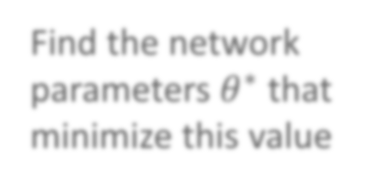 Find the network
parameters θ* that
minimize this value